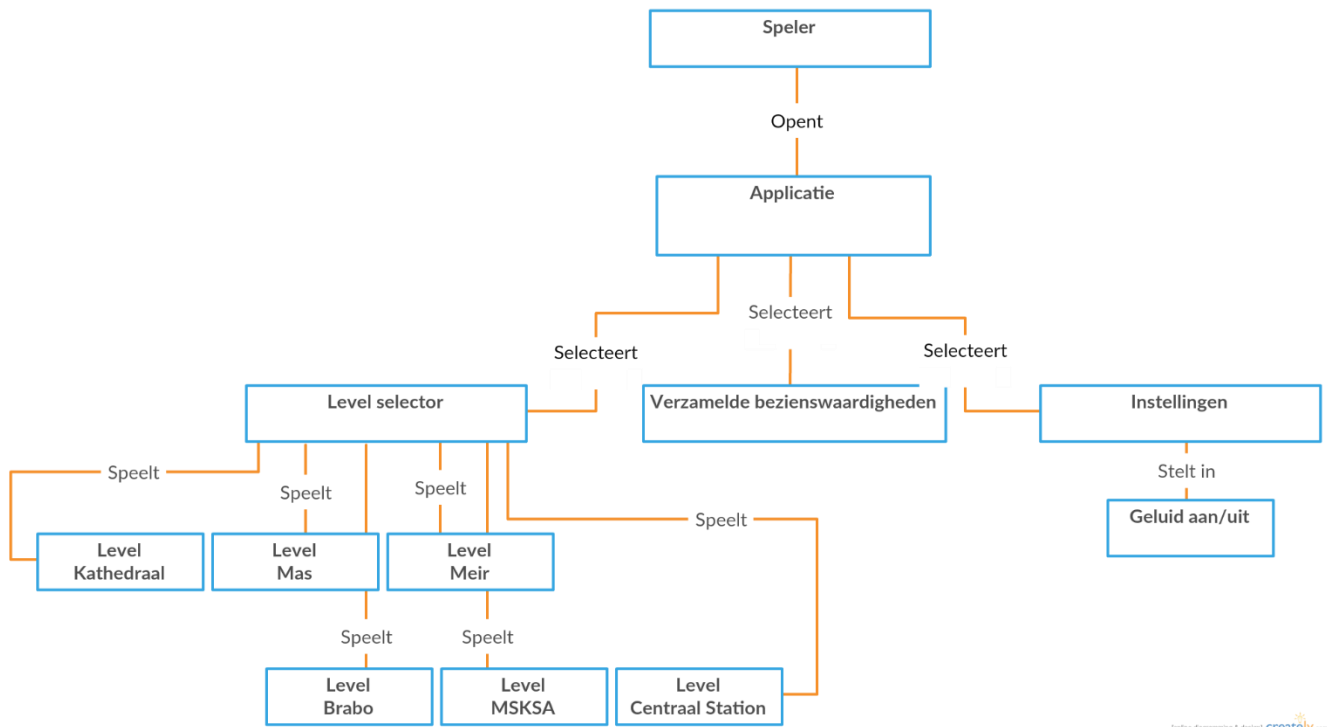 Speler
Opent
Applicatie
Selecteert
Selecteert
Selecteert
Level selector
Verzamelde bezienswaardigheden
Instellingen
Speelt
Speelt
Speelt
Stelt in
Speelt
Geluid aan/uit
Level
Kathedraal
Level
Mas
Level
Meir
Speelt
Speelt
Level
Brabo
Level
MSKSA
Level
Centraal Station
creately